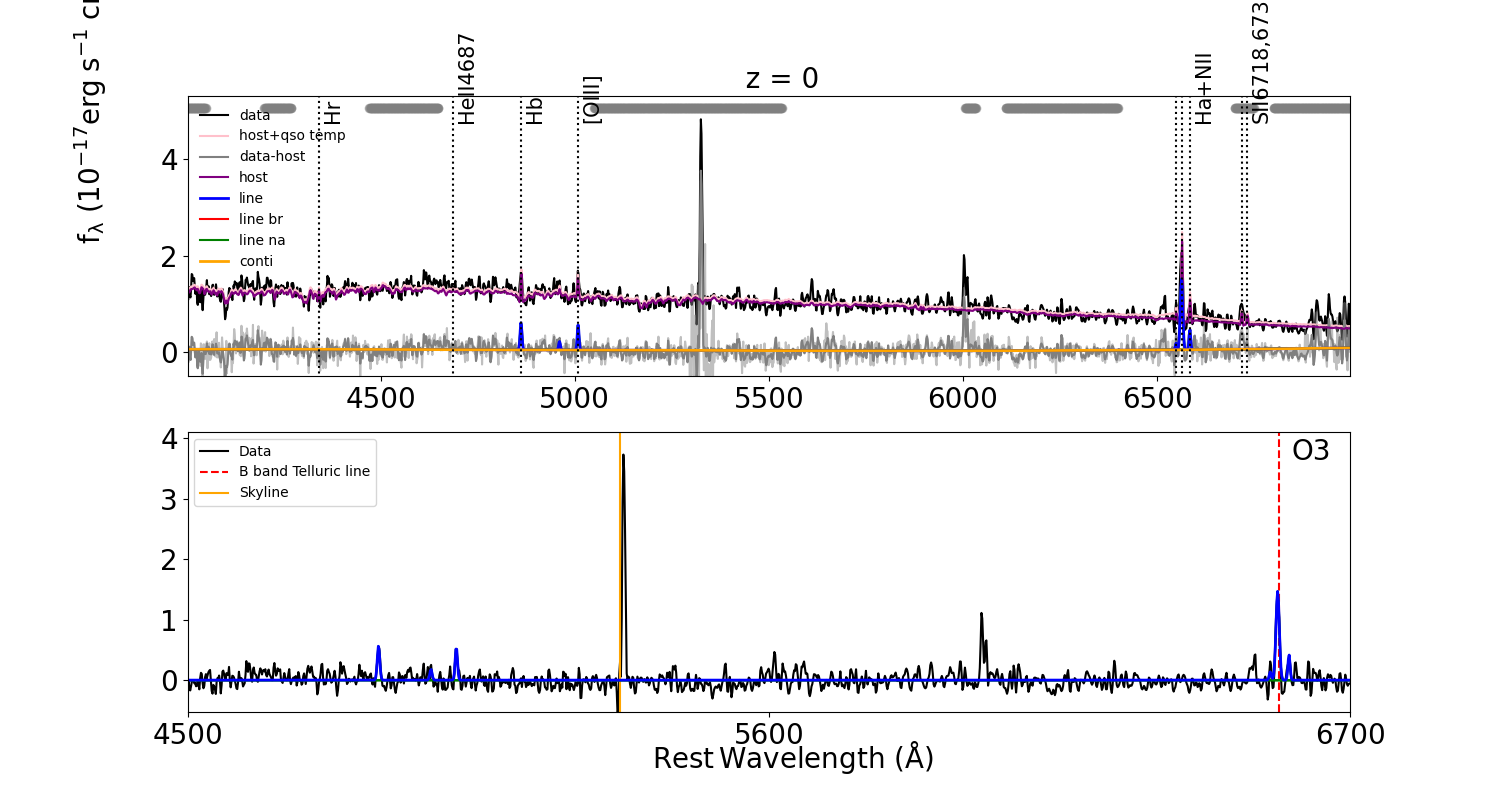 z = 0
f_λ (10^{−17}erg s^{−1} c
data
host+qso temp
data-host
host
line
line br
line na
conti
Hr
HeII4687
Hb
[OIII]
Ha+NII
SII6718,673
4
2
0
4500 5000 5500 6000 6500
Data
B band Telluric line
Skyline
O3
4
3
2
1
0
4500 5600 6700
Rest Wavelength (Å)